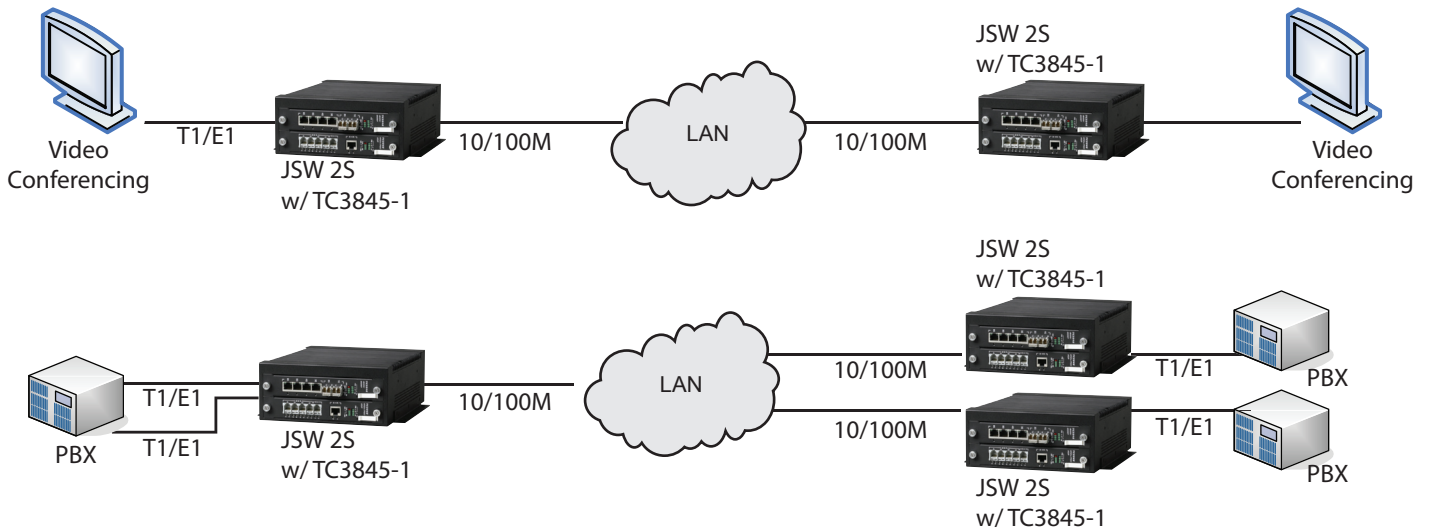 JSW 2S
w/ TC3845-1
T1/E1
10/100M
LAN
10/100M
Video
Conferencing
JSW 2S
w/ TC3845-1
Video
Conferencing
JSW 2S
w/ TC3845-1
T1/E1
10/100M
LAN
10/100M
T1/E1
PBX
T1/E1
PBX
JSW 2S
w/ TC3845-1
10/100M
T1/E1
PBX
JSW 2S
w/ TC3845-1